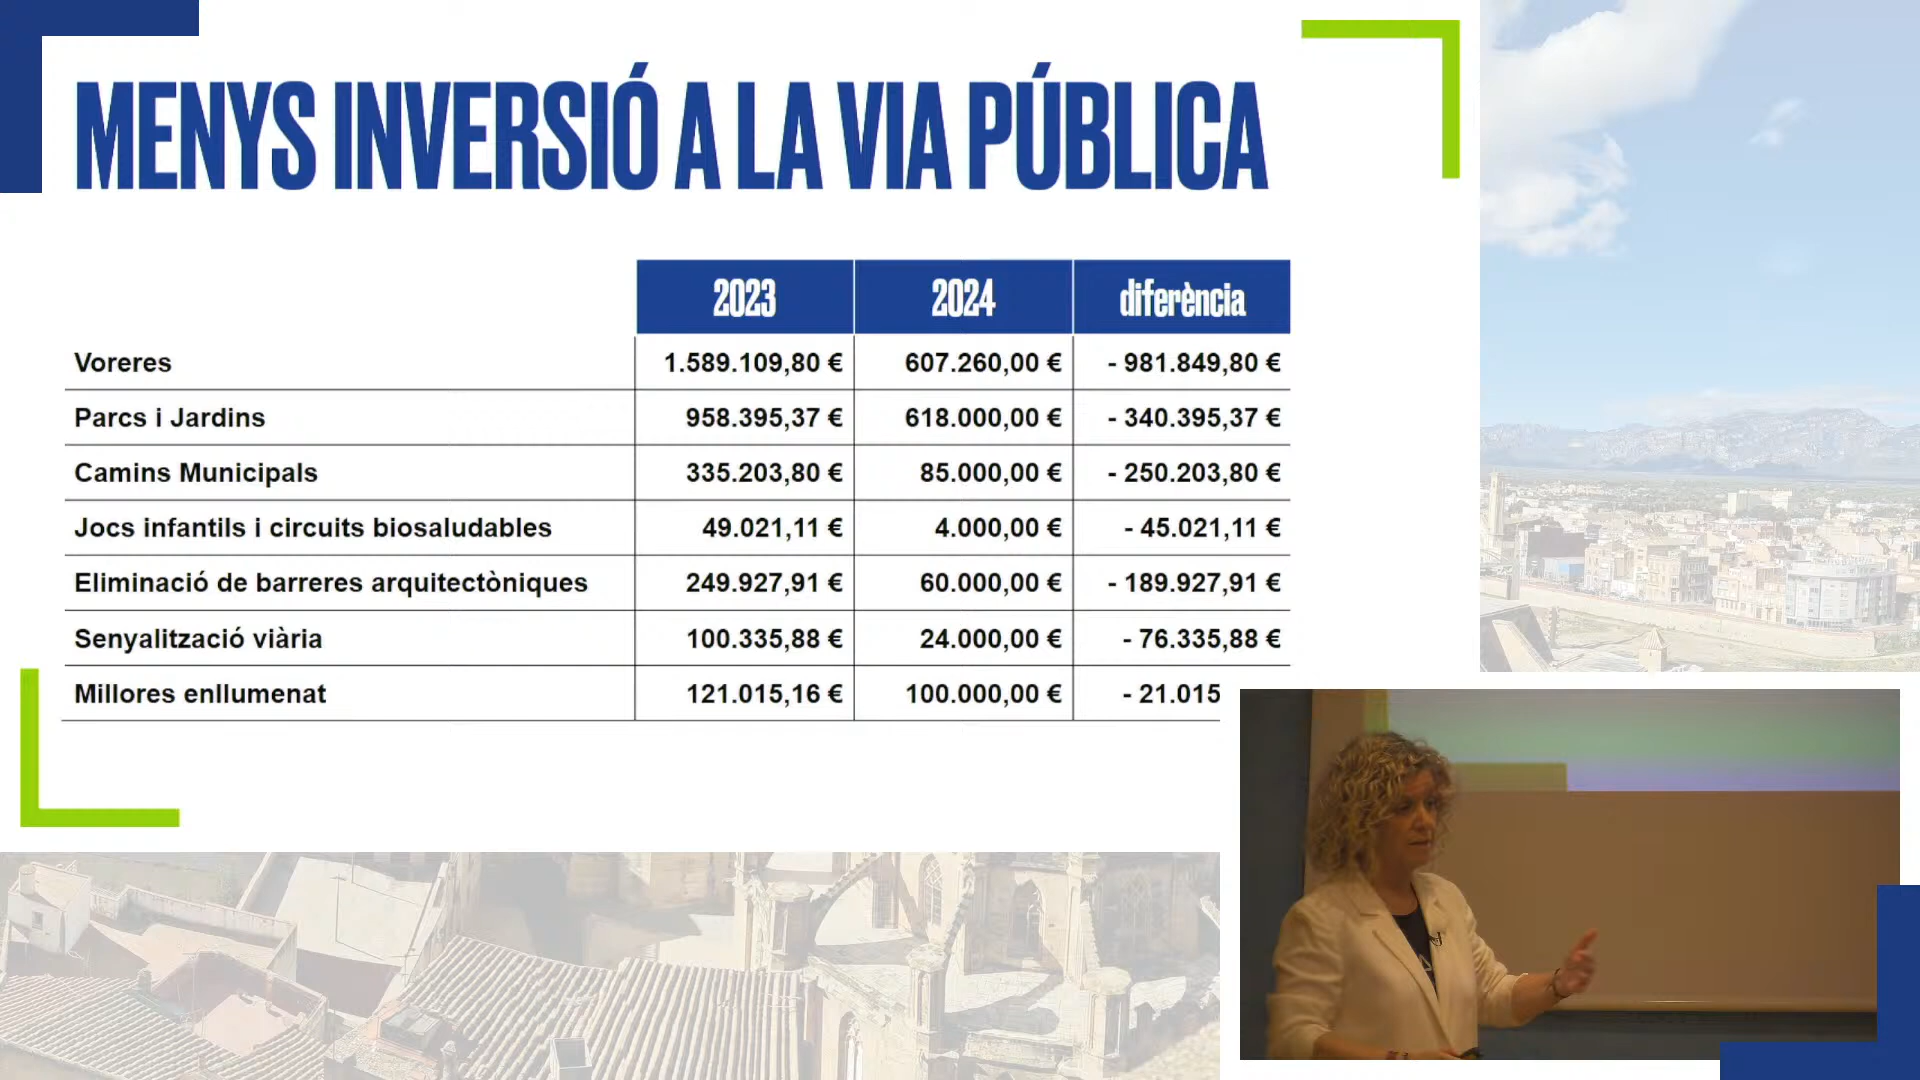 MENYS INVERSIÓ A LA VIA PÚBLICA
2023 2024 diferència
Voreres 1.589.109,80 € 607.260,00 € - 981.849,80 €
Parcs i Jardins 958.395,37 € 618.000,00 € - 340.395,37 €
Camins Municipals 335.203,80 € 85.000,00 € - 250.203,80 €
Jocs infantils i circuits biosaludables 49.021,11 € 4.000,00 € - 45.021,11 €
Eliminació de barreres arquitectòniques 249.927,91 € 60.000,00 € - 189.927,91 €
Senyalització viària 100.335,88 € 24.000,00 € - 76.335,88 €
Millores enllumenat 121.015,16 € 100.000,00 € - 21.015